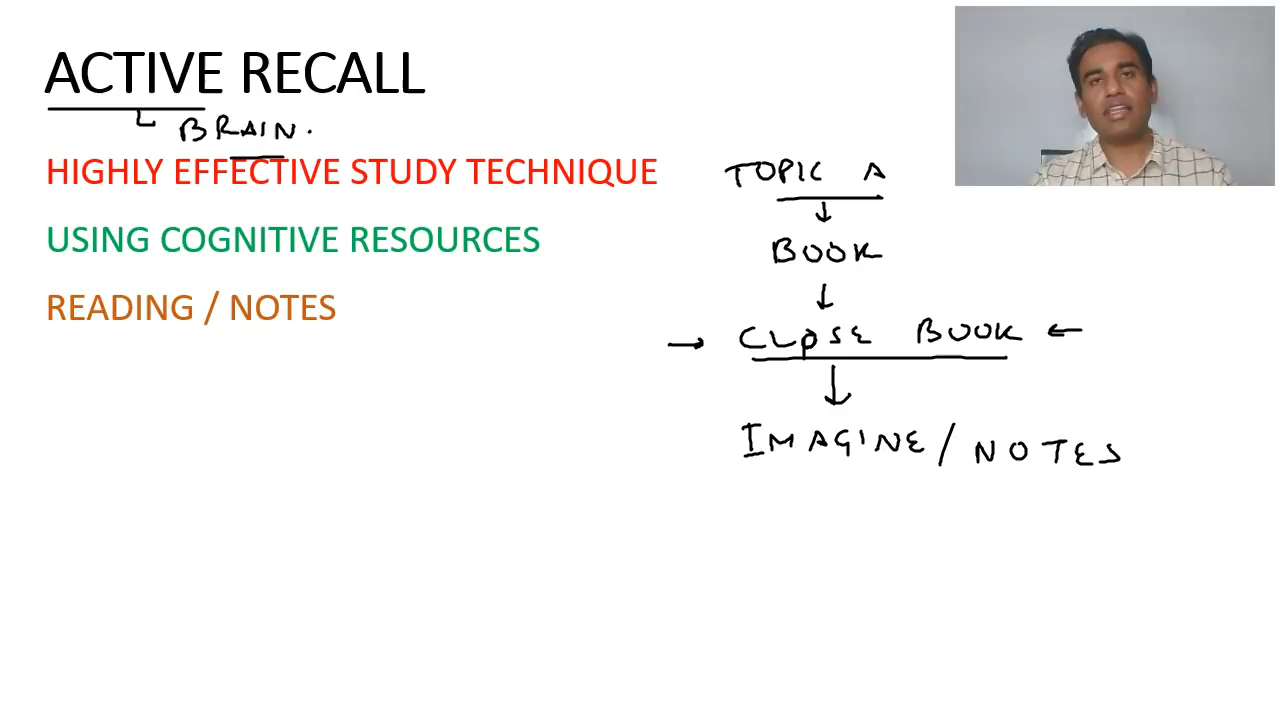 ACTIVE RECALL
BRAIN.
HIGHLY EFFECTIVE STUDY TECHNIQUE
USING COGNITIVE RESOURCES
READING / NOTES
TOPIC A
BOOK
CLOSE BOOK
IMAGINE / NOTES